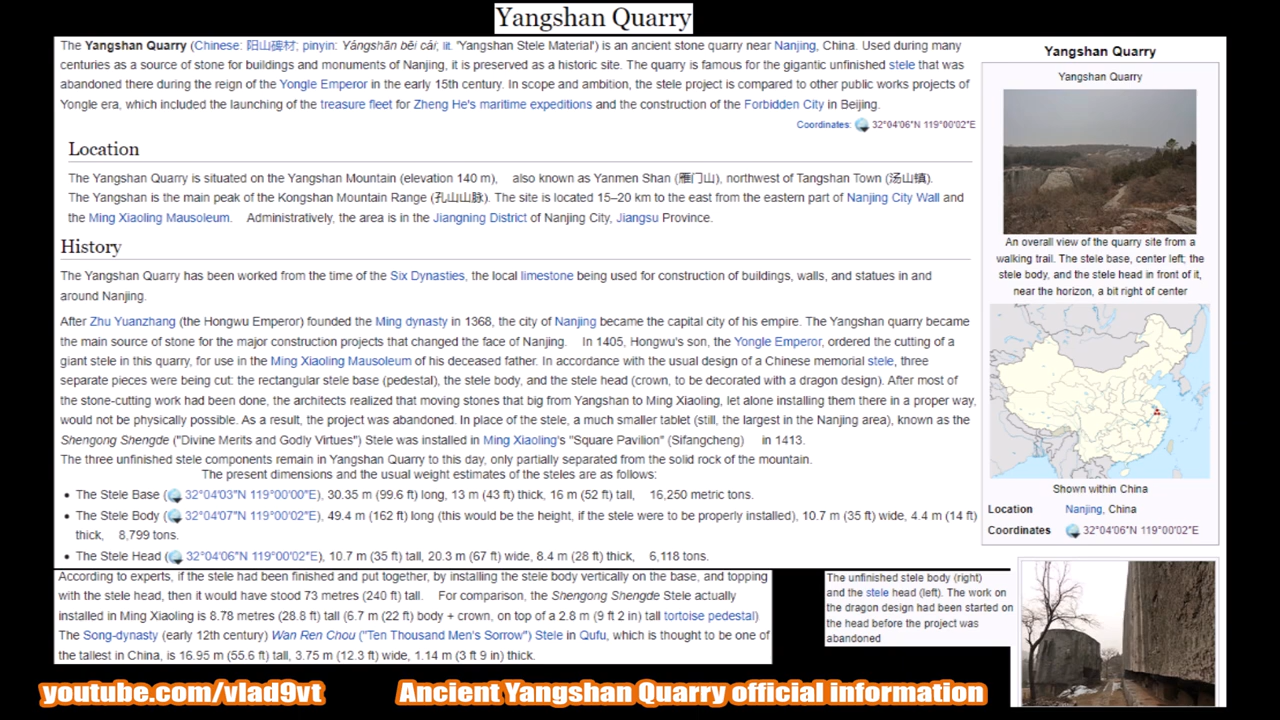 Yangshan Quarry
The Yangshan Quarry (Chinese: 阳山碑材; pinyin: Yángshān bēi cái; lit. 'Yangshan Stele Material') is an ancient stone quarry near Nanjing, China. Used during many
centuries as a source of stone for buildings and monuments of Nanjing, it is preserved as a historic site. The quarry is famous for the gigantic unfinished stele that was
abandoned there during the reign of the Yongle Emperor in the early 15th century. In scope and ambition, the stele project is compared to other public works projects of
Yongle era, which included the launching of the treasure fleet for Zheng He's maritime expeditions and the construction of the Forbidden City in Beijing.
Coordinates: 32°04′06″N 119°00′02″E
Location
The Yangshan Quarry is situated on the Yangshan Mountain (elevation 140 m), also known as Yanmen Shan (雁门山), northwest of Tangshan Town (汤山镇).
The Yangshan is the main peak of the Kongshan Mountain Range (孔山山脉). The site is located 15–20 km to the east from the eastern part of Nanjing City Wall and
the Ming Xiaoling Mausoleum. Administratively, the area is in the Jiangning District of Nanjing City, Jiangsu Province.
History
The Yangshan Quarry has been worked from the time of the Six Dynasties, the local limestone being used for construction of buildings, walls, and statues in and
around Nanjing.
After Zhu Yuanzhang (the Hongwu Emperor) founded the Ming dynasty in 1368, the city of Nanjing became the capital city of his empire. The Yangshan quarry became
the main source of stone for the major construction projects that changed the face of Nanjing. In 1405, Hongwu's son, the Yongle Emperor, ordered the cutting of a
giant stele in this quarry, for use in the Ming Xiaoling Mausoleum of his deceased father. In accordance with the usual design of a Chinese memorial stele, three
separate pieces were being cut: the rectangular stele base (pedestal), the stele body, and the stele head (crown, to be decorated with a dragon design). After most of
the stone-cutting work had been done, the architects realized that moving stones that big from Yangshan to Ming Xiaoling, let alone installing them there in a proper way,
would not be physically possible. As a result, the project was abandoned. In place of the stele, a much smaller tablet (still, the largest in the Nanjing area), known as the
Shengong Shengde ("Divine Merits and Godly Virtues") Stele was installed in Ming Xiaoling's "Square Pavilion" (Sifangcheng) in 1413.
The three unfinished stele components remain in Yangshan Quarry to this day, only partially separated from the solid rock of the mountain.
The present dimensions and the usual weight estimates of the steles are as follows:
• The Stele Base (32°04′03″N 119°00′00″E), 30.35 m (99.6 ft) long, 13 m (43 ft) thick, 16 m (52 ft) tall, 16,250 metric tons.
• The Stele Body (32°04′07″N 119°00′02″E), 49.4 m (162 ft) long (this would be the height, if the stele were to be properly installed), 10.7 m (35 ft) wide, 4.4 m (14 ft)
thick, 8,799 tons.
• The Stele Head (32°04′06″N 119°00′02″E), 10.7 m (35 ft) tall, 20.3 m (67 ft) wide, 8.4 m (28 ft) thick, 6,118 tons.
According to experts, if the stele had been finished and put together, by installing the stele body vertically on the base, and topping
with the stele head, then it would have stood 73 metres (240 ft) tall. For comparison, the Shengong Shengde Stele actually
installed in Ming Xiaoling is 8.78 metres (28.8 ft) tall (6.7 m (22 ft) body + crown, on top of a 2.8 m (9 ft 2 in) tall tortoise pedestal)
The Song-dynasty (early 12th century) Wan Ren Chou ("Ten Thousand Men's Sorrow") Stele in Qufu, which is thought to be one of
the tallest in China, is 16.95 m (55.6 ft) tall, 3.75 m (12.3 ft) wide, 1.14 m (3 ft 9 in) thick.
Yangshan Quarry
Yangshan Quarry
An overall view of the quarry site from a
walking trail. The stele base, center left; the
stele body, and the stele head in front of it,
near the horizon, a bit right of center
Shown within China
Location Nanjing, China
Coordinates 32°04′06″N 119°00′02″E
The unfinished stele body (right)
and the stele head (left). The work on
the dragon design had been started on
the head before the project was
abandoned
youtube.com/vlad9vt
Ancient Yangshan Quarry official information